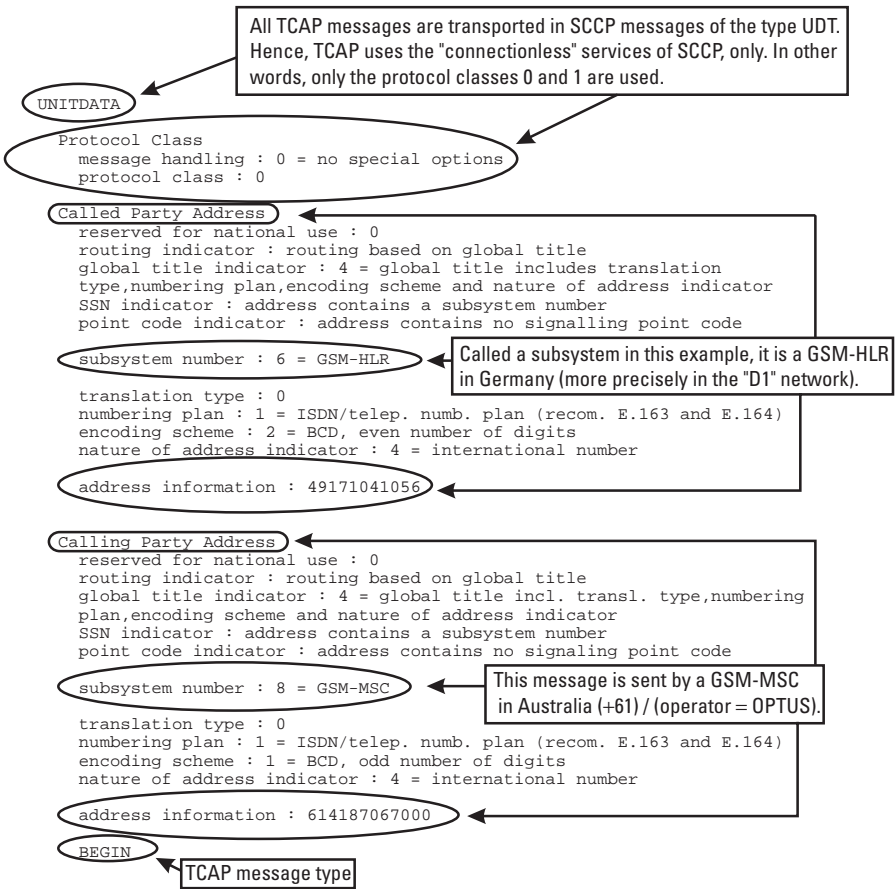 All TCAP messages are transported in SCCP messages of the type UDT.
Hence, TCAP uses the "connectionless" services of SCCP, only. In other
words, only the protocol classes 0 and 1 are used.
UNITDATA
Protocol Class
message handling : 0 = no special options
protocol class : 0
Called Party Address
reserved for national use : 0
routing indicator : routing based on global title
global title indicator : 4 = global title includes translation
type,numbering plan,encoding scheme and nature of address indicator
SSN indicator : address contains a subsystem number
point code indicator : address contains no signalling point code
subsystem number : 6 = GSM-HLR
Called a subsystem in this example, it is a GSM-HLR
in Germany (more precisely in the "D1" network).
translation type : 0
numbering plan : 1 = ISDN/telep. numb. plan (recom. E.163 and E.164)
encoding scheme : 2 = BCD, even number of digits
nature of address indicator : 4 = international number
address information : 49171041056
Calling Party Address
reserved for national use : 0
routing indicator : routing based on global title
global title indicator : 4 = global title incl. transl. type,numbering
plan,encoding scheme and nature of address indicator
SSN indicator : address contains a subsystem number
point code indicator : address contains no signaling point code
subsystem number : 8 = GSM-MSC
This message is sent by a GSM-MSC
in Australia (+61) / (operator = OPTUS).
translation type : 0
numbering plan : 1 = ISDN/telep. numb. plan (recom. E.163 and E.164)
encoding scheme : 1 = BCD, odd number of digits
nature of address indicator : 4 = international number
address information : 614187067000
BEGIN
TCAP message type